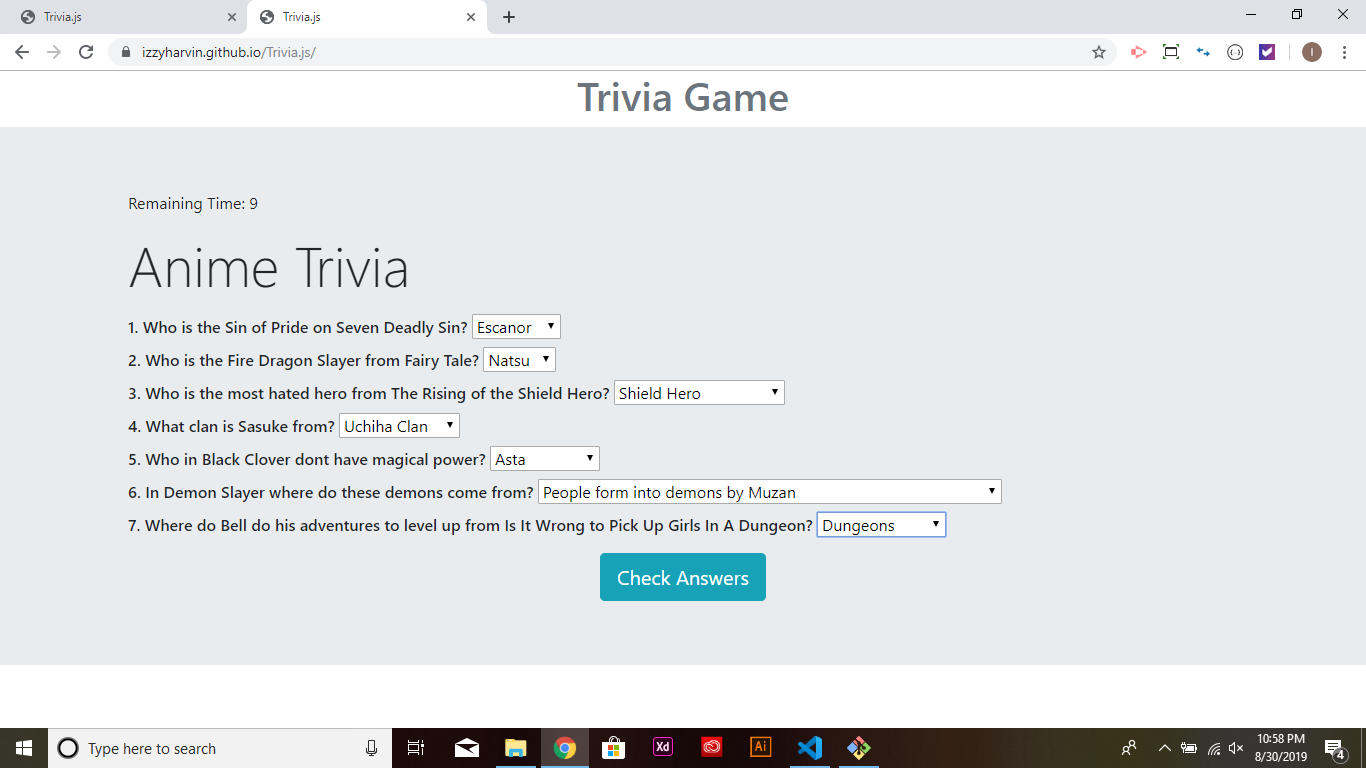 Trivia.js
Trivia.js
izzyharvin.github.io/Trivia.js/
I
Trivia Game
Remaining Time: 9
Anime Trivia
1. Who is the Sin of Pride on Seven Deadly Sin? Escanor
2. Who is the Fire Dragon Slayer from Fairy Tale? Natsu
3. Who is the most hated hero from The Rising of the Shield Hero? Shield Hero
4. What clan is Sasuke from? Uchiha Clan
5. Who in Black Clover dont have magical power? Asta
6. In Demon Slayer where do these demons come from? People form into demons by Muzan
7. Where do Bell do his adventures to level up from Is It Wrong to Pick Up Girls In A Dungeon? Dungeons
Check Answers
Type here to search
Xd
Ai
10:58 PM
8/30/2019
4